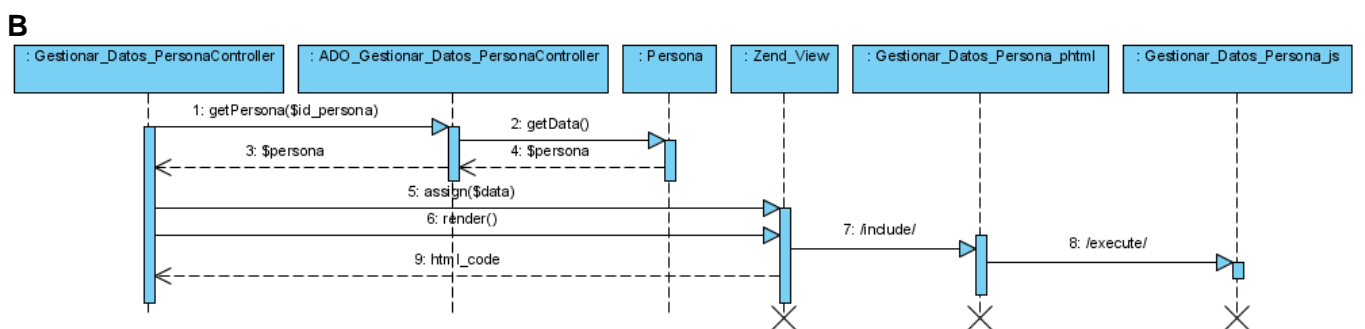 B
: Gestionar_Datos_PersonaController
: ADO_Gestionar_Datos_PersonaController
: Persona
: Zend_View
: Gestionar_Datos_Persona_phtml
: Gestionar_Datos_Persona_js
1: getPersona($id_persona)
2: getData()
3: $persona
4: $persona
5: assign($data)
6: render()
7: /include/
8: /execute/
9: html_code